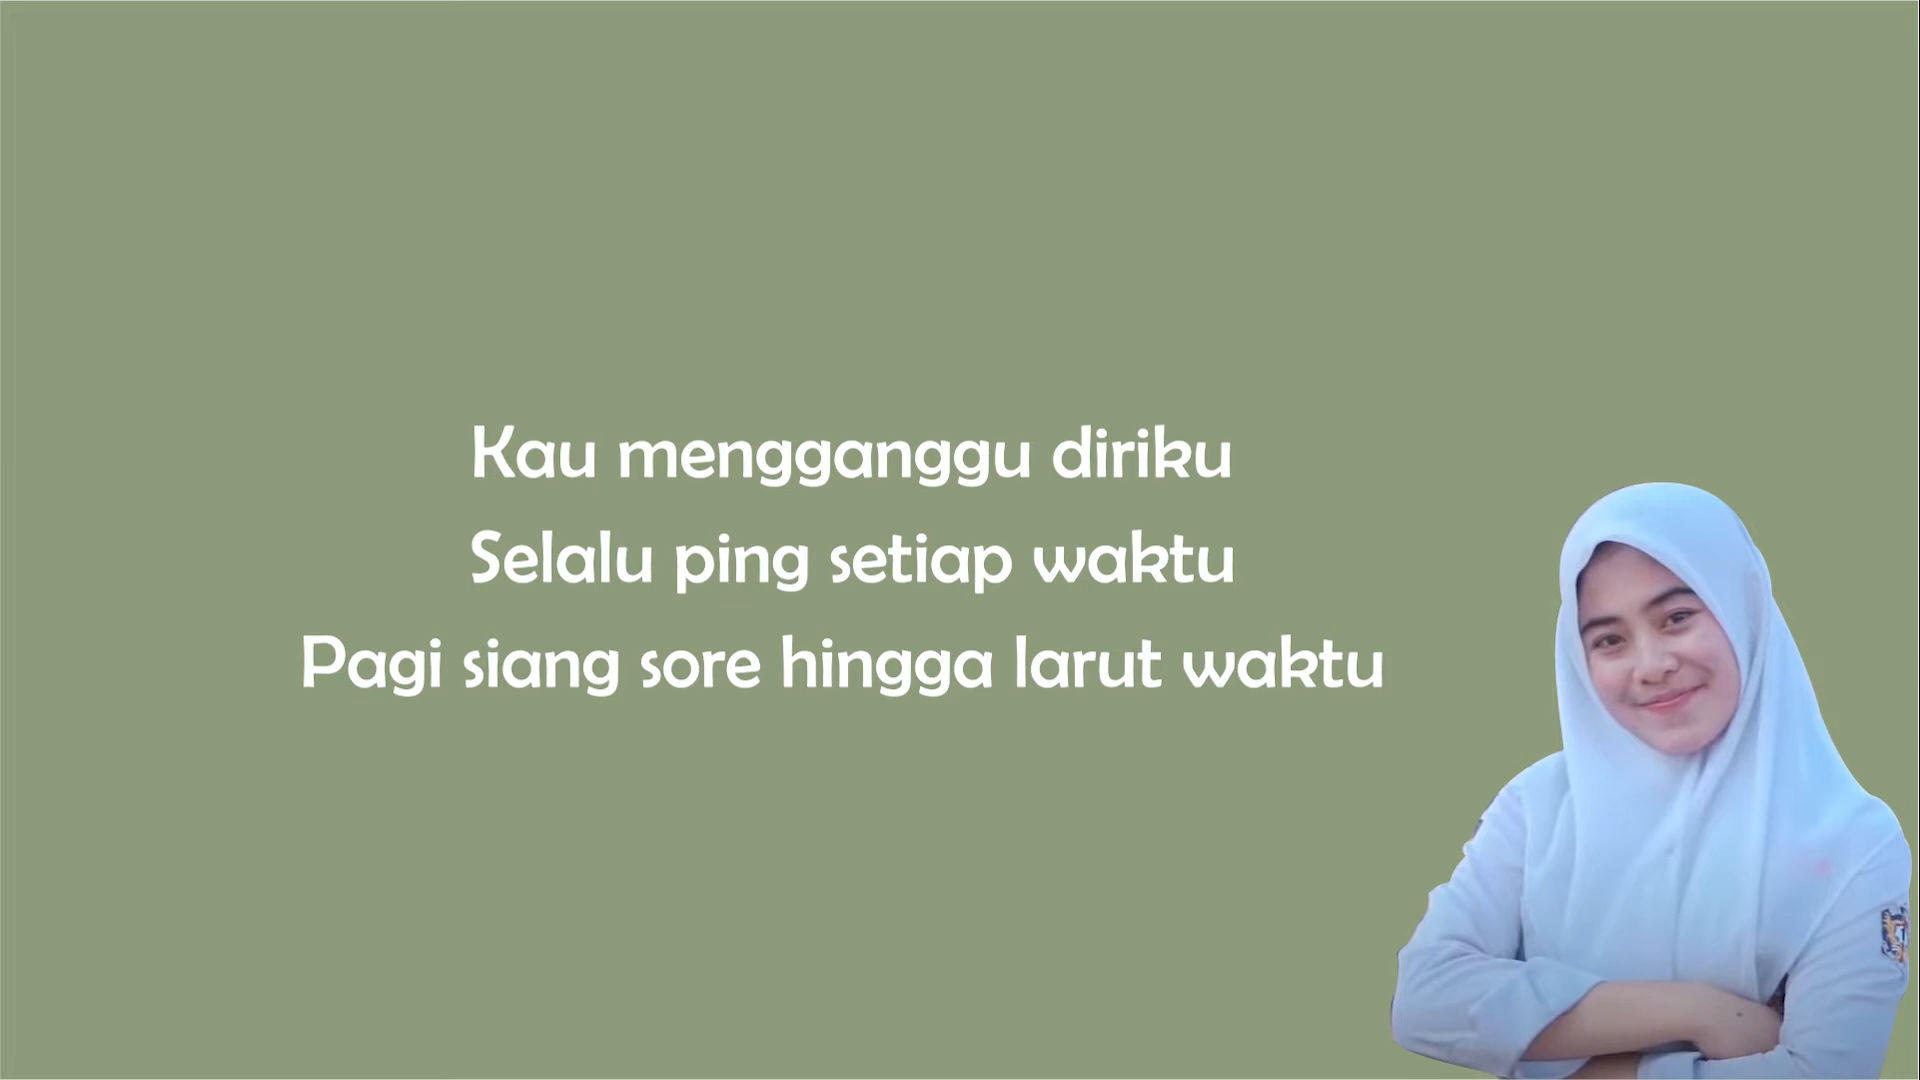 Kau mengganggu diriku
Selalu ping setiap waktu
Pagi siang sore hingga larut waktu